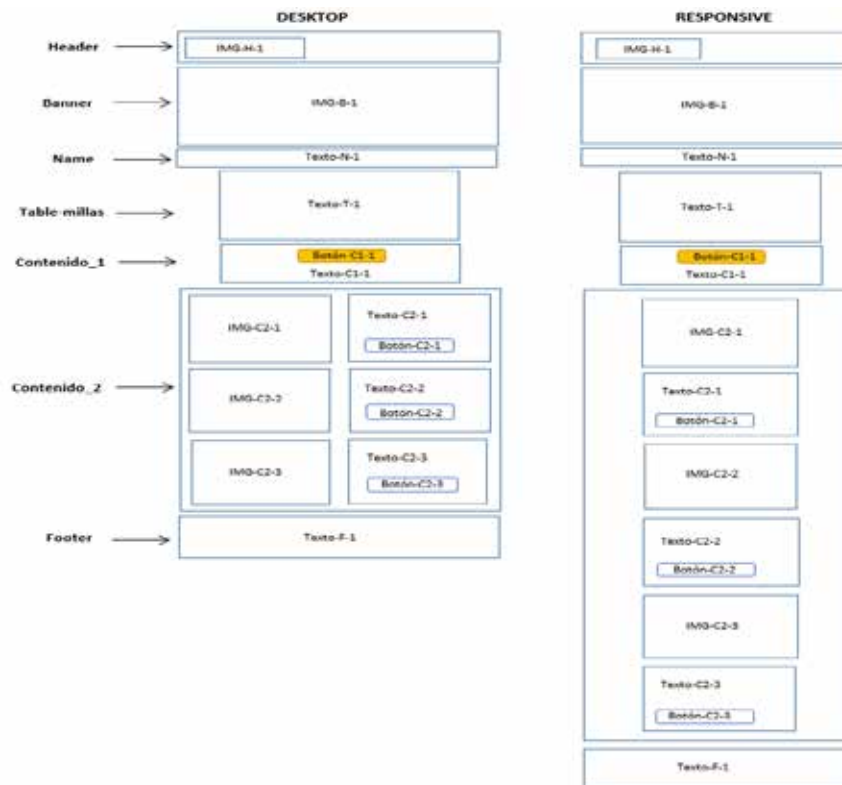 DESKTOP
RESPONSIVE
Header
IMG-H-1
IMG-H-1
Banner
IMG-B-1
IMG-B-1
Name
Texto-N-1
Texto-N-1
Table-millas
Texto-T-1
Texto-T-1
Contenido_1
Botón-C1-1
Texto-C1-1
Botón-C1-1
Texto-C1-1
Contenido_2
IMG-C2-1
Texto-C2-1
Botón-C2-1
IMG-C2-2
Texto-C2-2
Botón-C2-2
IMG-C2-3
Texto-C2-3
Botón-C2-3
IMG-C2-1
Texto-C2-1
Botón-C2-1
IMG-C2-2
Texto-C2-2
Botón-C2-2
IMG-C2-3
Texto-C2-3
Botón-C2-3
Footer
Texto-F-1
Texto-F-1